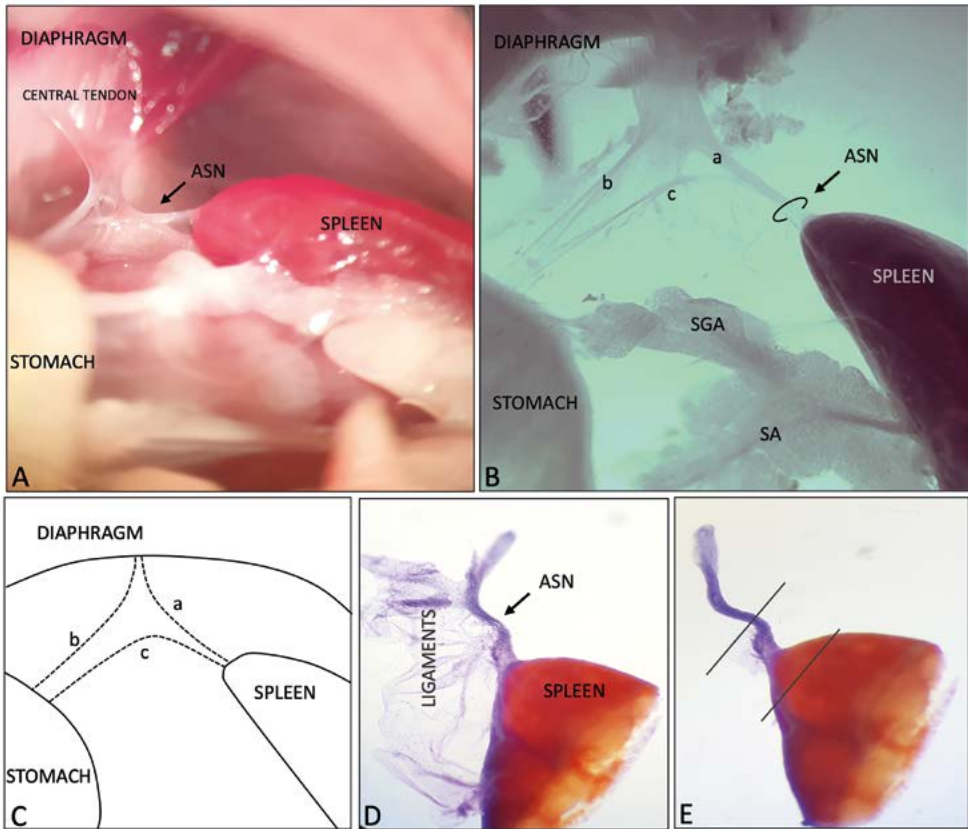 DIAPHRAGM
CENTRAL TENDON
ASN
SPLEEN
STOMACH
A
DIAPHRAGM
a
ASN
b
c
SPLEEN
SGA
STOMACH
SA
B
DIAPHRAGM
a
b
c
SPLEEN
STOMACH
C
ASN
LIGAMENTS
SPLEEN
D
E